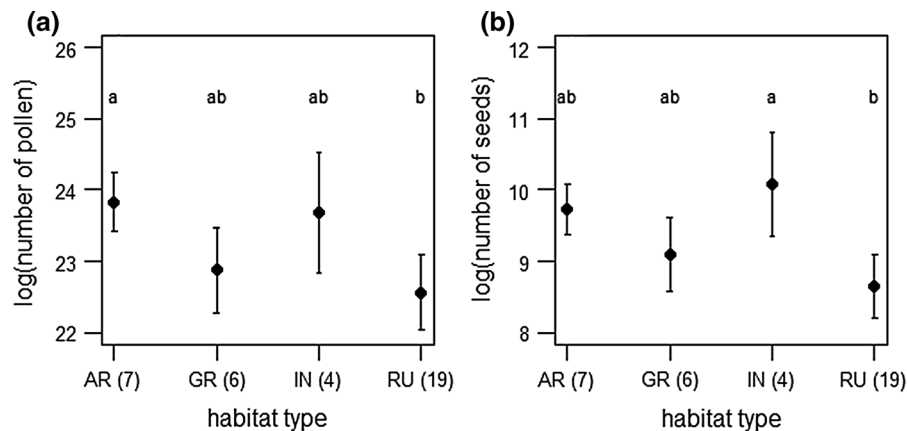 (a)
log(number of pollen)
26
25
24
23
22
a ab ab b
AR (7) GR (6) IN (4) RU (19)
habitat type
(b)
log(number of seeds)
12
11
10
9
8
ab ab a b
AR (7) GR (6) IN (4) RU (19)
habitat type